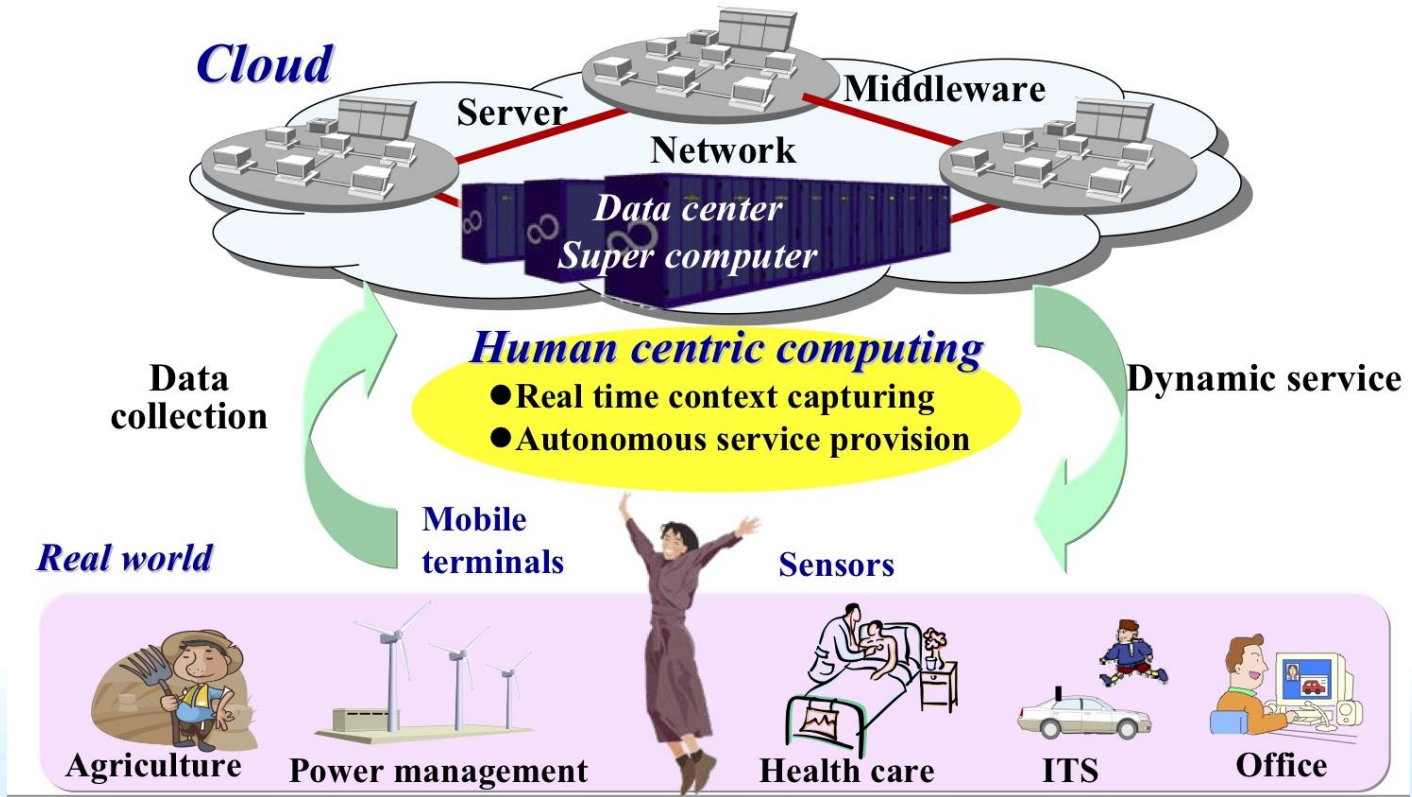 Cloud
Server
Middleware
Network
Data center
Super computer
Human centric computing
●Real time context capturing
●Autonomous service provision
Data
collection
Dynamic service
Mobile
terminals
Sensors
Real world
Agriculture
Power management
Health care
ITS
Office